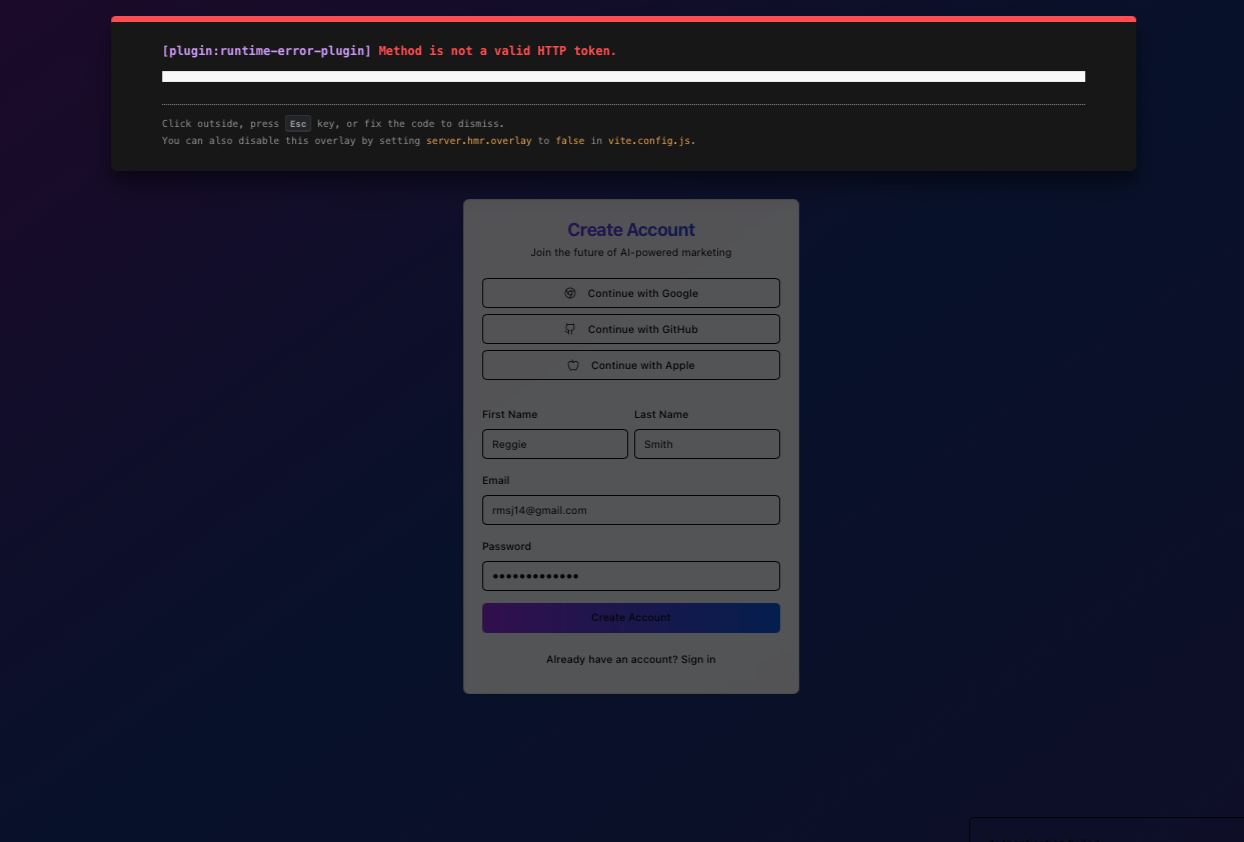 [plugin:runtime-error-plugin] Method is not a valid HTTP token.
Click outside, press Esc key, or fix the code to dismiss.
You can also disable this overlay by setting server.hmr.overlay to false in vite.config.js.
Create Account
Join the future of AI-powered marketing
Continue with Google
Continue with GitHub
Continue with Apple
First Name Last Name
Reggie Smith
Email
rmsj14@gmail.com
Password
•••••••••••••
Create Account
Already have an account? Sign in